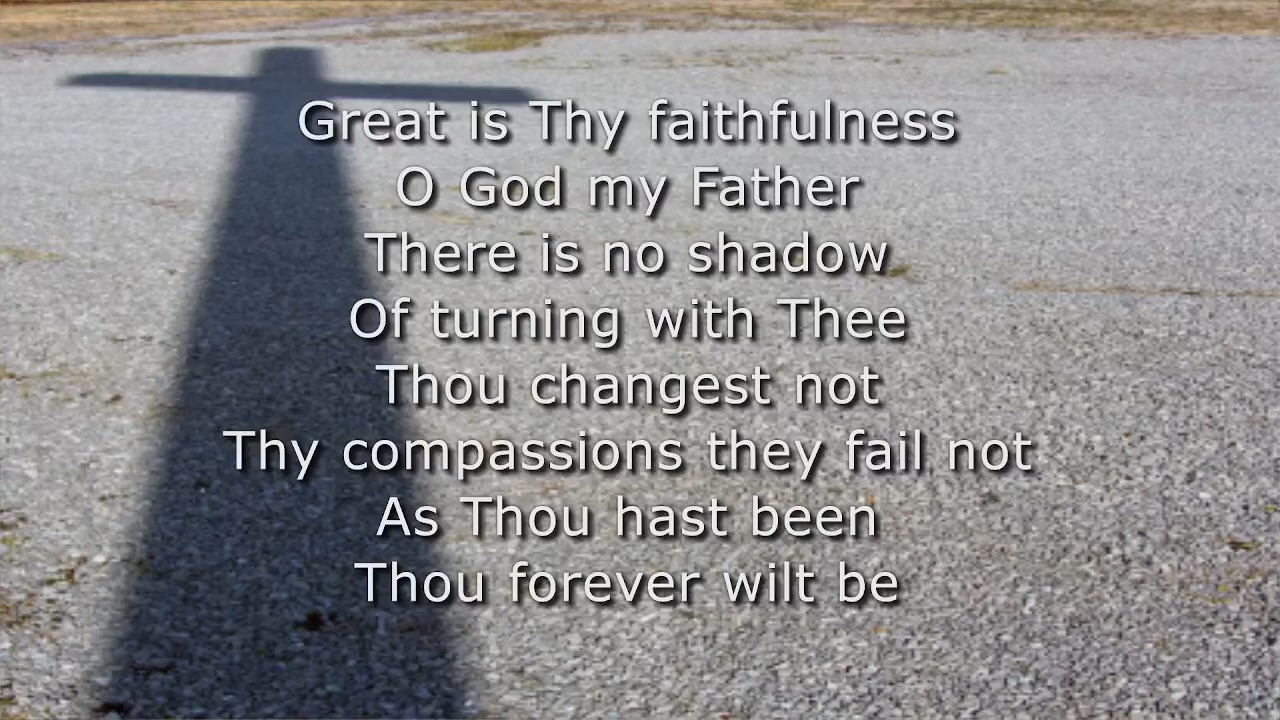 Great is Thy faithfulness
O God my Father
There is no shadow
Of turning with Thee
Thou changest not
Thy compassions they fail not
As Thou hast been
Thou forever wilt be